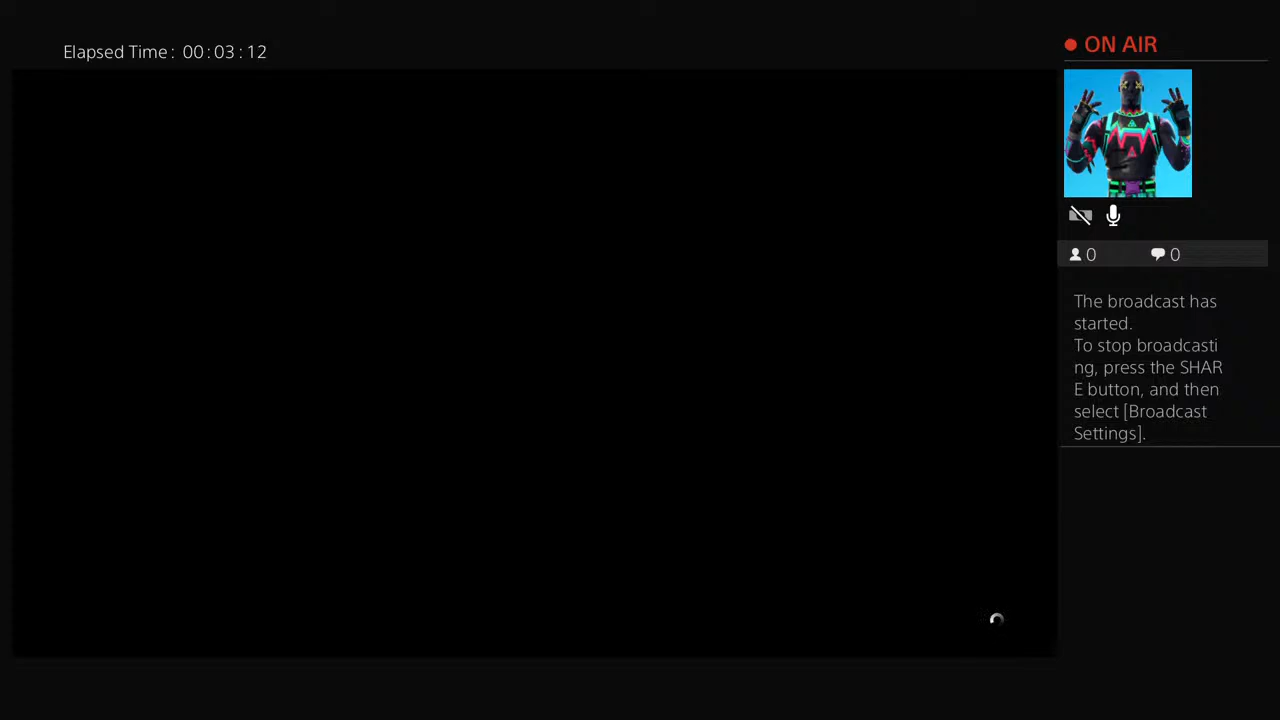 Elapsed Time: 00:03:12
ON AIR
0
0
The broadcast has
started.
To stop broadcasti
ng, press the SHAR
E button, and then
select [Broadcast
Settings].